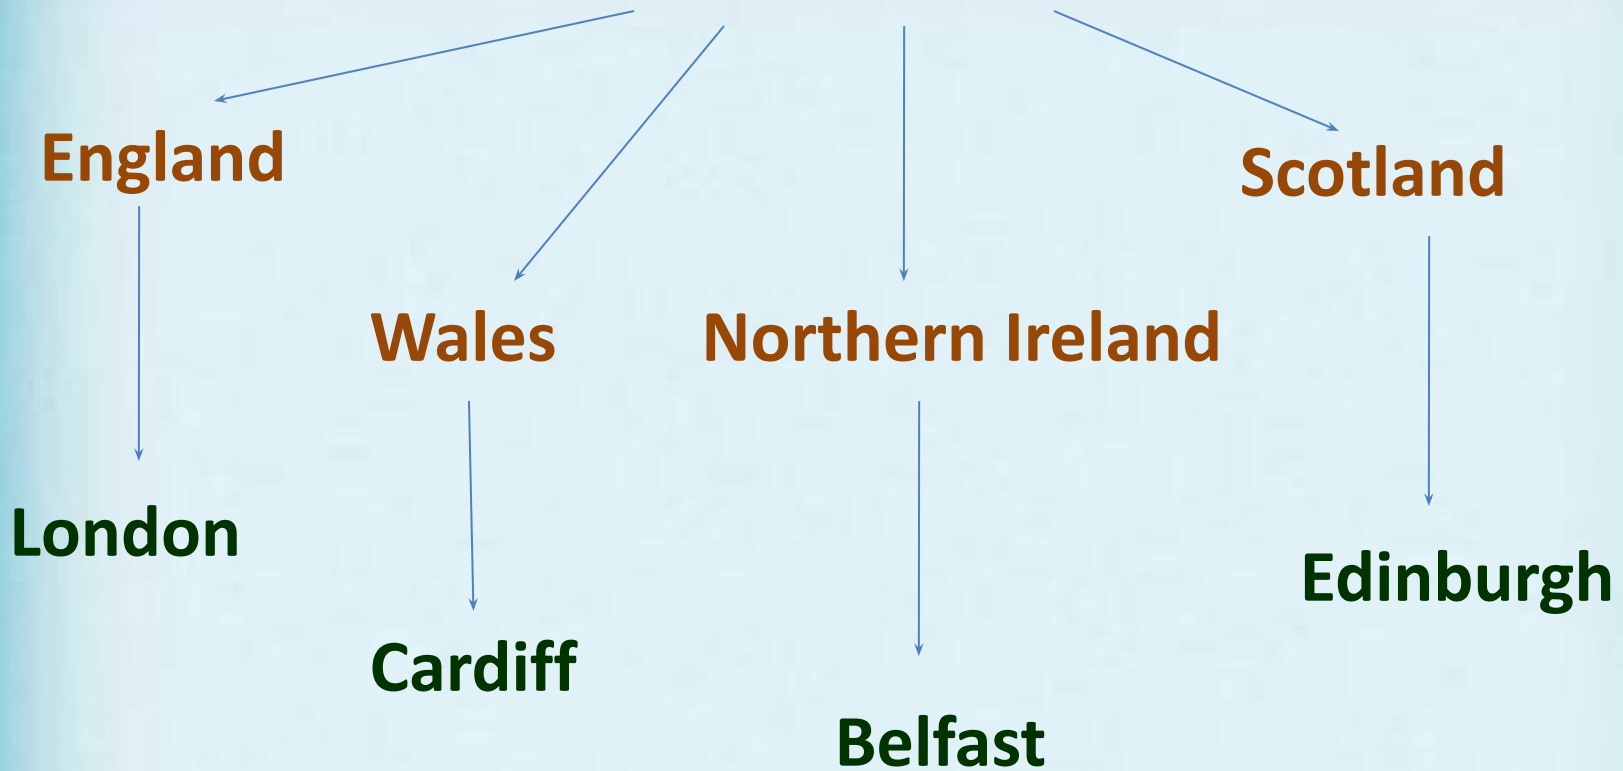 England
Scotland
Wales
Northern Ireland
London
Edinburgh
Cardiff
Belfast